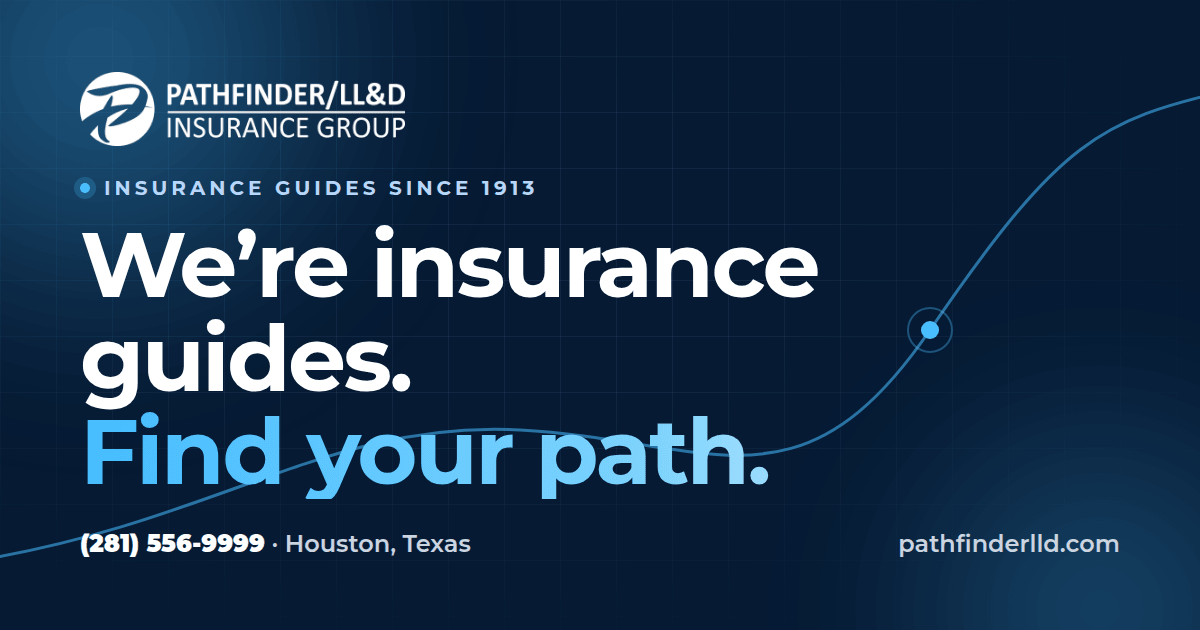 PATHFINDER/LL&D
INSURANCE GROUP
INSURANCE GUIDES SINCE 1913
We’re insurance
guides.
Find your path.
(281) 556-9999 · Houston, Texas
pathfinderlld.com